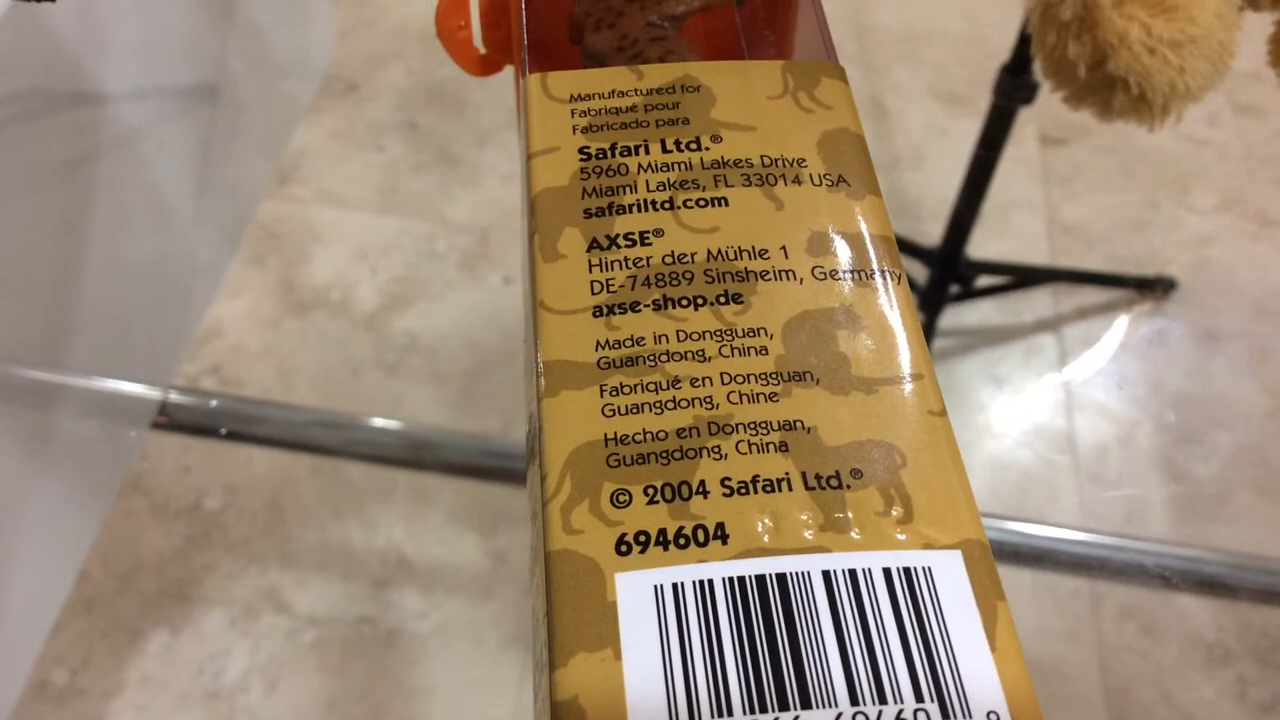 Manufactured for
Fabriqué pour
Fabricado para
Safari Ltd.®
5960 Miami Lakes Drive
Miami Lakes, FL 33014 USA
safariltd.com
AXSE®
Hinter der Mühle 1
DE-74889 Sinsheim, Germany
axse-shop.de
Made in Dongguan,
Guangdong, China
Fabriqué en Dongguan,
Guangdong, Chine
Hecho en Dongguan,
Guangdong, China
© 2004 Safari Ltd.®
694604